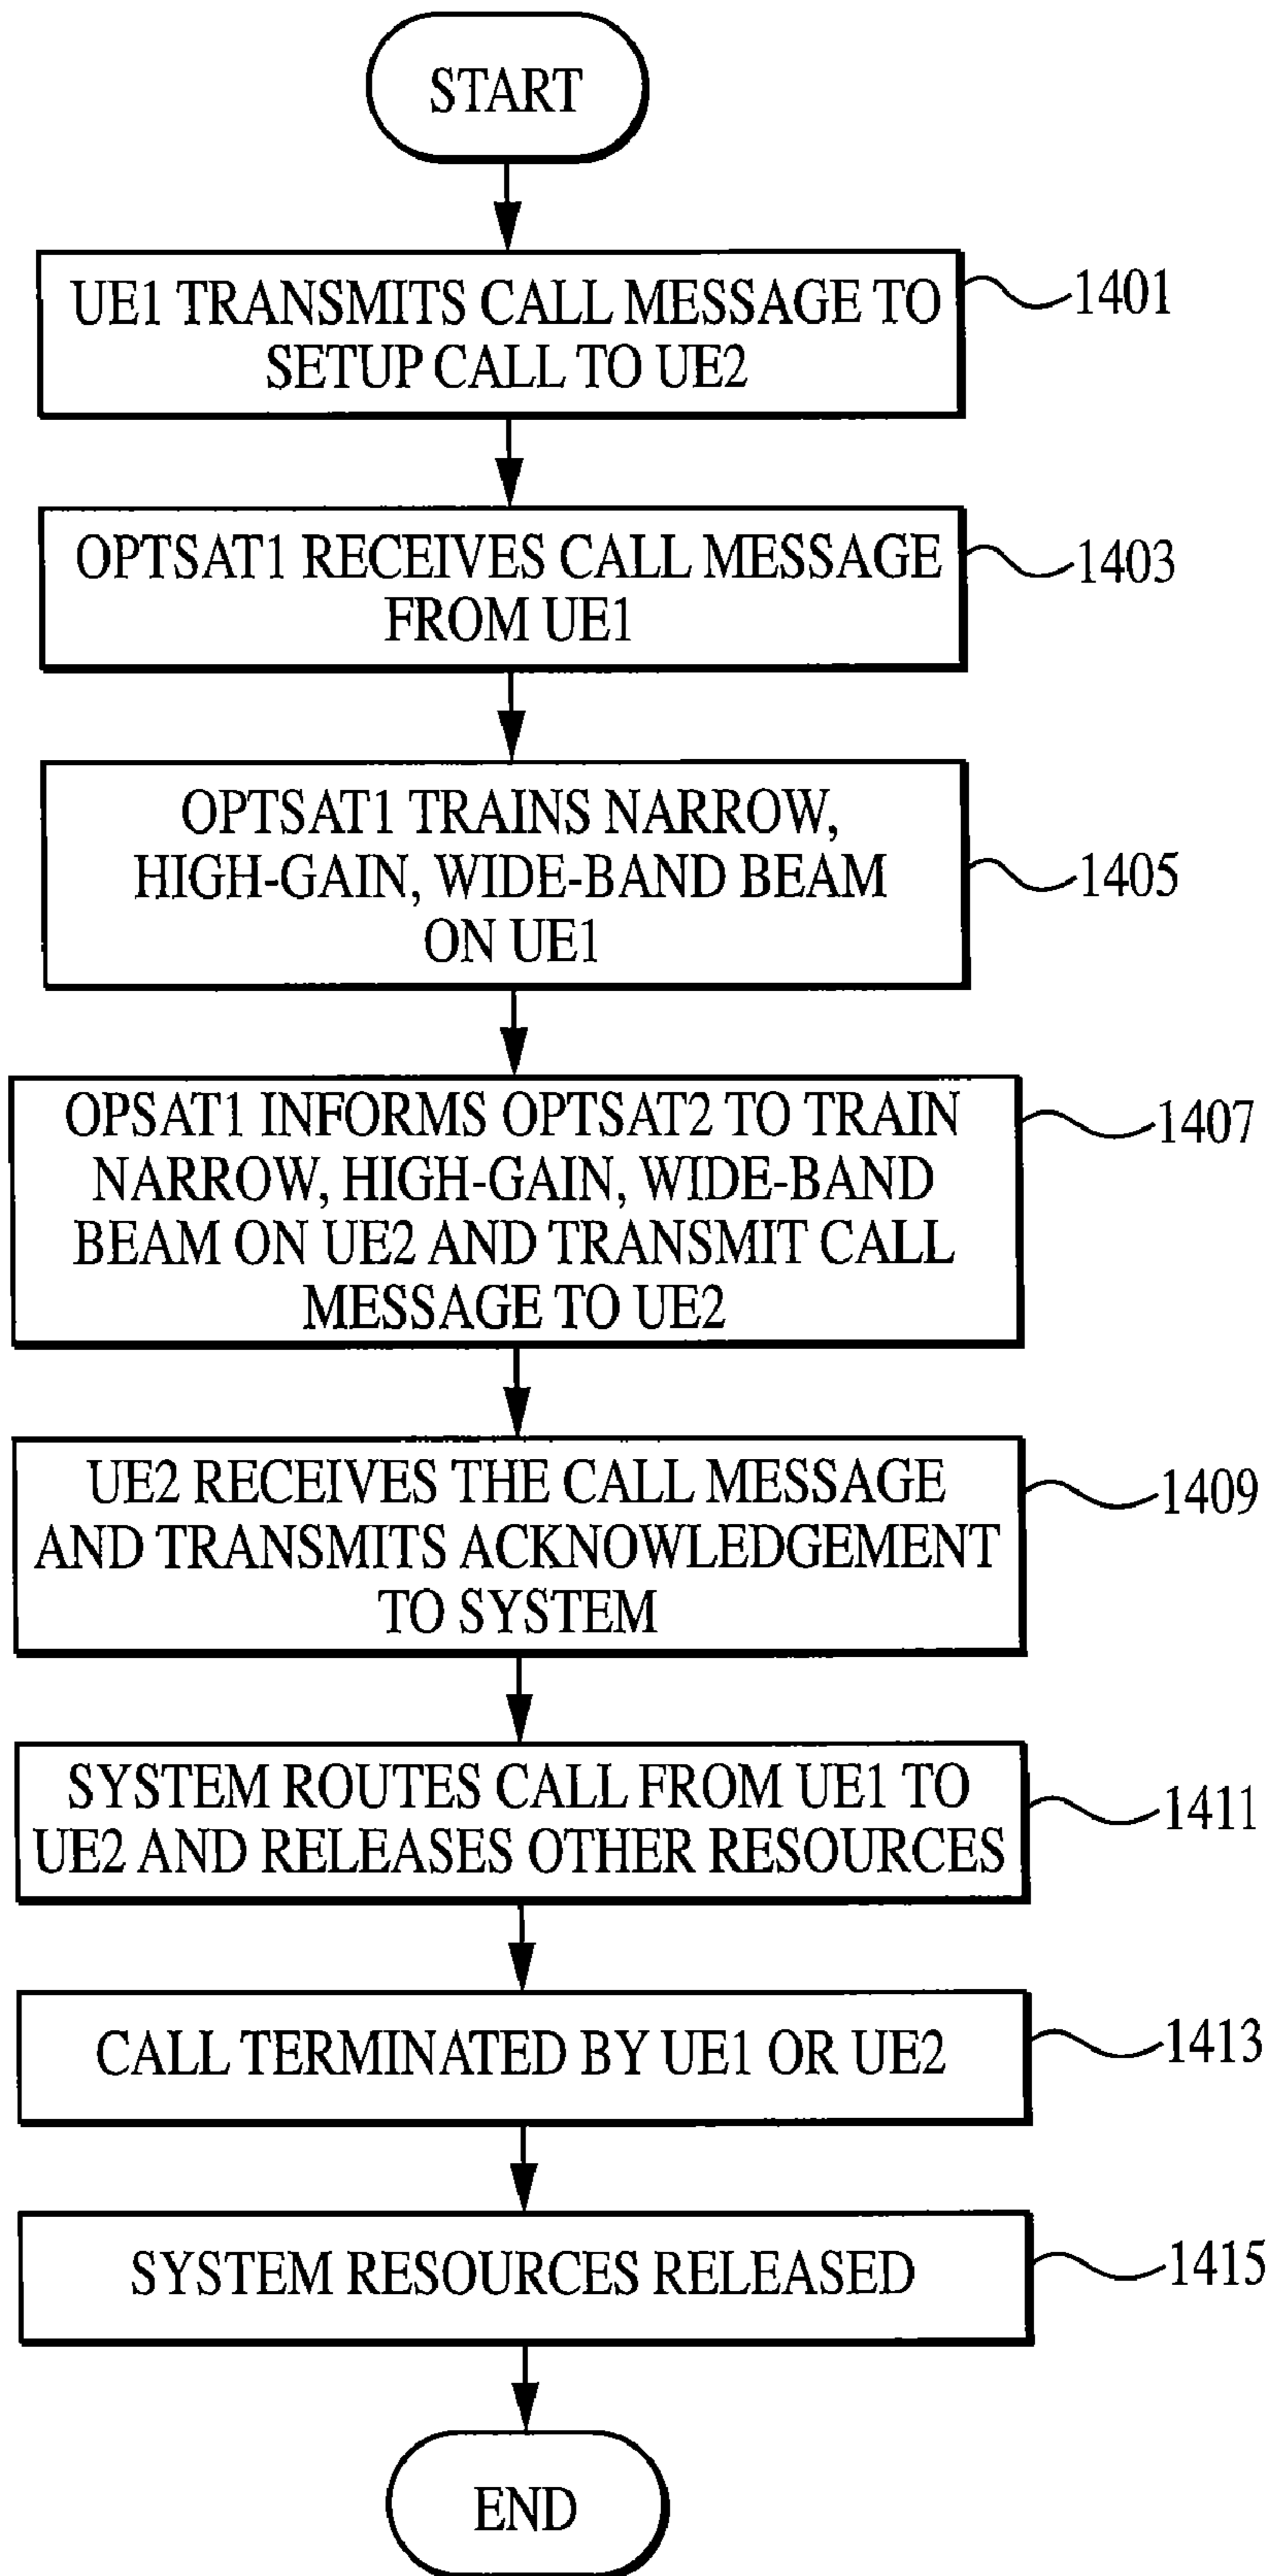 START
UE1 TRANSMITS CALL MESSAGE TO
SETUP CALL TO UE2
1401
OPTSAT1 RECEIVES CALL MESSAGE
FROM UE1
1403
OPTSAT1 TRAINS NARROW,
HIGH-GAIN, WIDE-BAND BEAM
ON UE1
1405
OPSAT1 INFORMS OPTSAT2 TO TRAIN
NARROW, HIGH-GAIN, WIDE-BAND
BEAM ON UE2 AND TRANSMIT CALL
MESSAGE TO UE2
1407
UE2 RECEIVES THE CALL MESSAGE
AND TRANSMITS ACKNOWLEDGEMENT
TO SYSTEM
1409
SYSTEM ROUTES CALL FROM UE1 TO
UE2 AND RELEASES OTHER RESOURCES
1411
CALL TERMINATED BY UE1 OR UE2
1413
SYSTEM RESOURCES RELEASED
1415
END